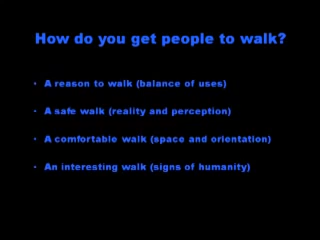 How do you get people to walk?
• A reason to walk (balance of uses)
• A safe walk (reality and perception)
• A comfortable walk (space and orientation)
• An interesting walk (signs of humanity)